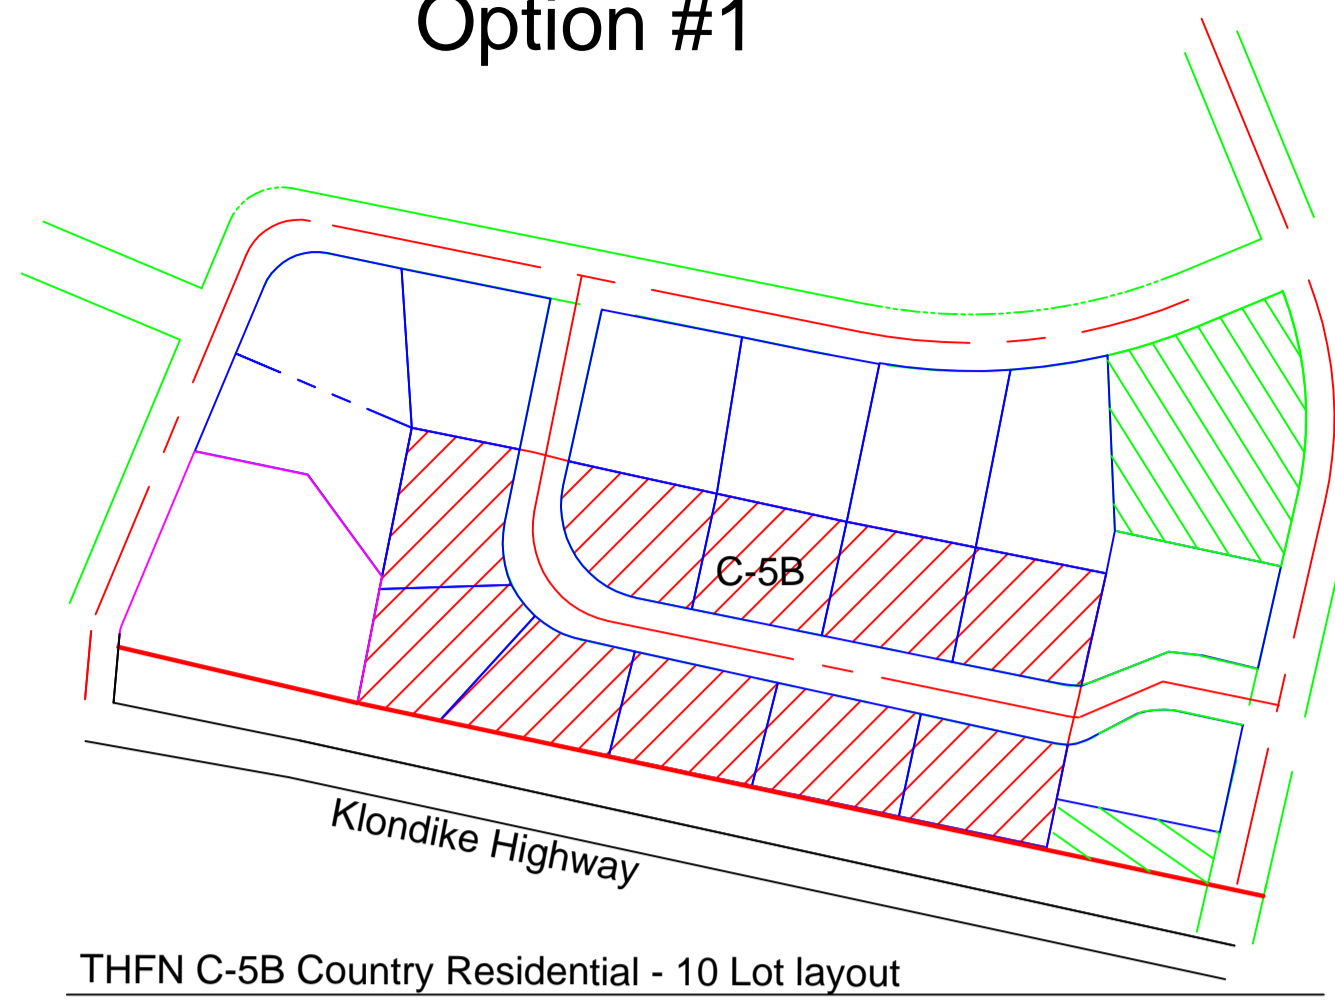 Option #1
C-5B
Klondike Highway
THFN C-5B Country Residential - 10 Lot layout